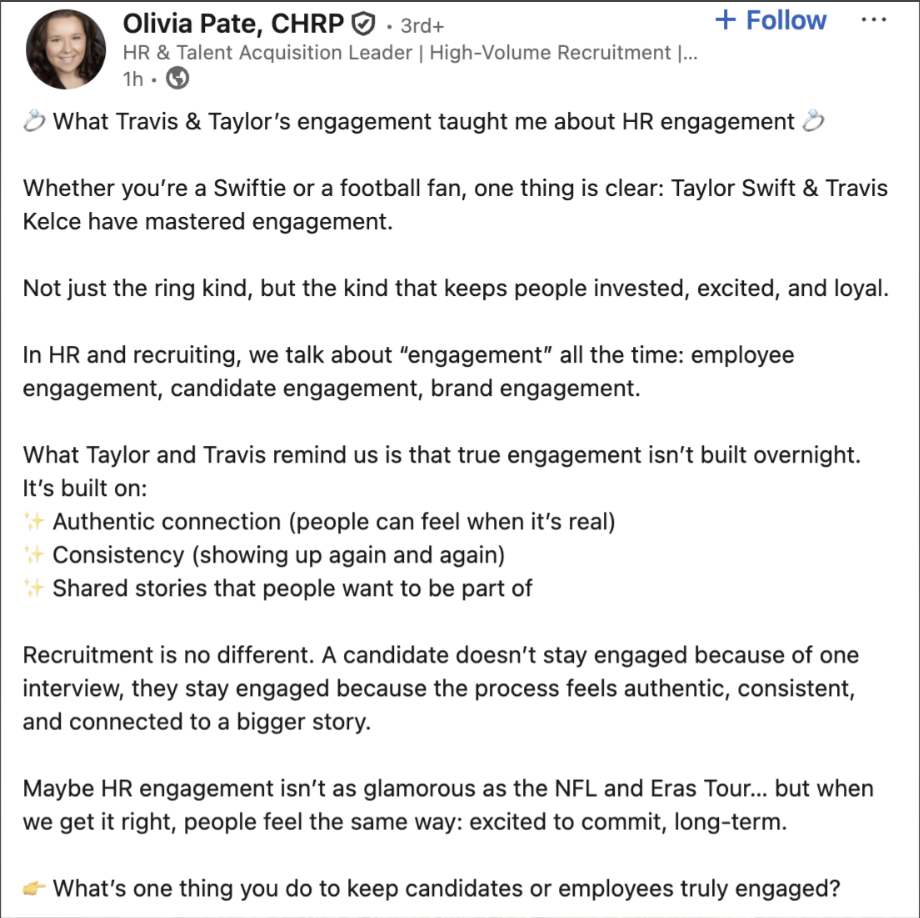 Olivia Pate, CHRP · 3rd+
+ Follow ...
HR & Talent Acquisition Leader | High-Volume Recruitment |...
1h ·
💍 What Travis & Taylor’s engagement taught me about HR engagement 💍
Whether you’re a Swiftie or a football fan, one thing is clear: Taylor Swift & Travis
Kelce have mastered engagement.
Not just the ring kind, but the kind that keeps people invested, excited, and loyal.
In HR and recruiting, we talk about “engagement” all the time: employee
engagement, candidate engagement, brand engagement.
What Taylor and Travis remind us is that true engagement isn’t built overnight.
It’s built on:
✨ Authentic connection (people can feel when it’s real)
✨ Consistency (showing up again and again)
✨ Shared stories that people want to be part of
Recruitment is no different. A candidate doesn’t stay engaged because of one
interview, they stay engaged because the process feels authentic, consistent,
and connected to a bigger story.
Maybe HR engagement isn’t as glamorous as the NFL and Eras Tour... but when
we get it right, people feel the same way: excited to commit, long-term.
👉 What’s one thing you do to keep candidates or employees truly engaged?